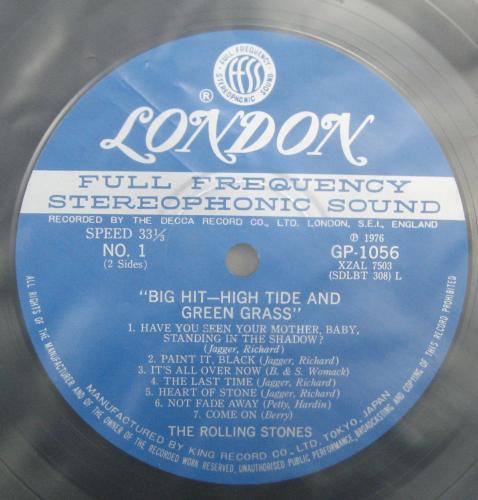 FULL FREQUENCY
ffss
STEREOPHONIC SOUND
®
LONDON
FULL FREQUENCY
STEREOPHONIC SOUND
RECORDED BY THE DECCA RECORD CO., LTD. LONDON, S.E.I., ENGLAND
SPEED 33⅓
NO. 1
(2 Sides)
Ⓟ 1976
GP-1056
XZAL 7503
(SDLBT 308) L
"BIG HIT—HIGH TIDE AND
GREEN GRASS"
1. HAVE YOU SEEN YOUR MOTHER, BABY,
STANDING IN THE SHADOW?
(Jagger, Richard)
2. PAINT IT, BLACK (Jagger, Richard)
3. IT'S ALL OVER NOW (B. & S. Womack)
4. THE LAST TIME (Jagger, Richard)
5. HEART OF STONE (Jagger, Richard)
6. NOT FADE AWAY (Petty, Hardin)
7. COME ON (Berry)
THE ROLLING STONES
MANUFACTURED BY KING RECORD CO., LTD. TOKYO, JAPAN
ALL RIGHTS OF THE MANUFACTURER AND OF THE OWNER OF THE RECORDED WORK RESERVED, UNAUTHORISED PUBLIC PERFORMANCE, BROADCASTING AND COPYING OF THIS RECORD PROHIBITED